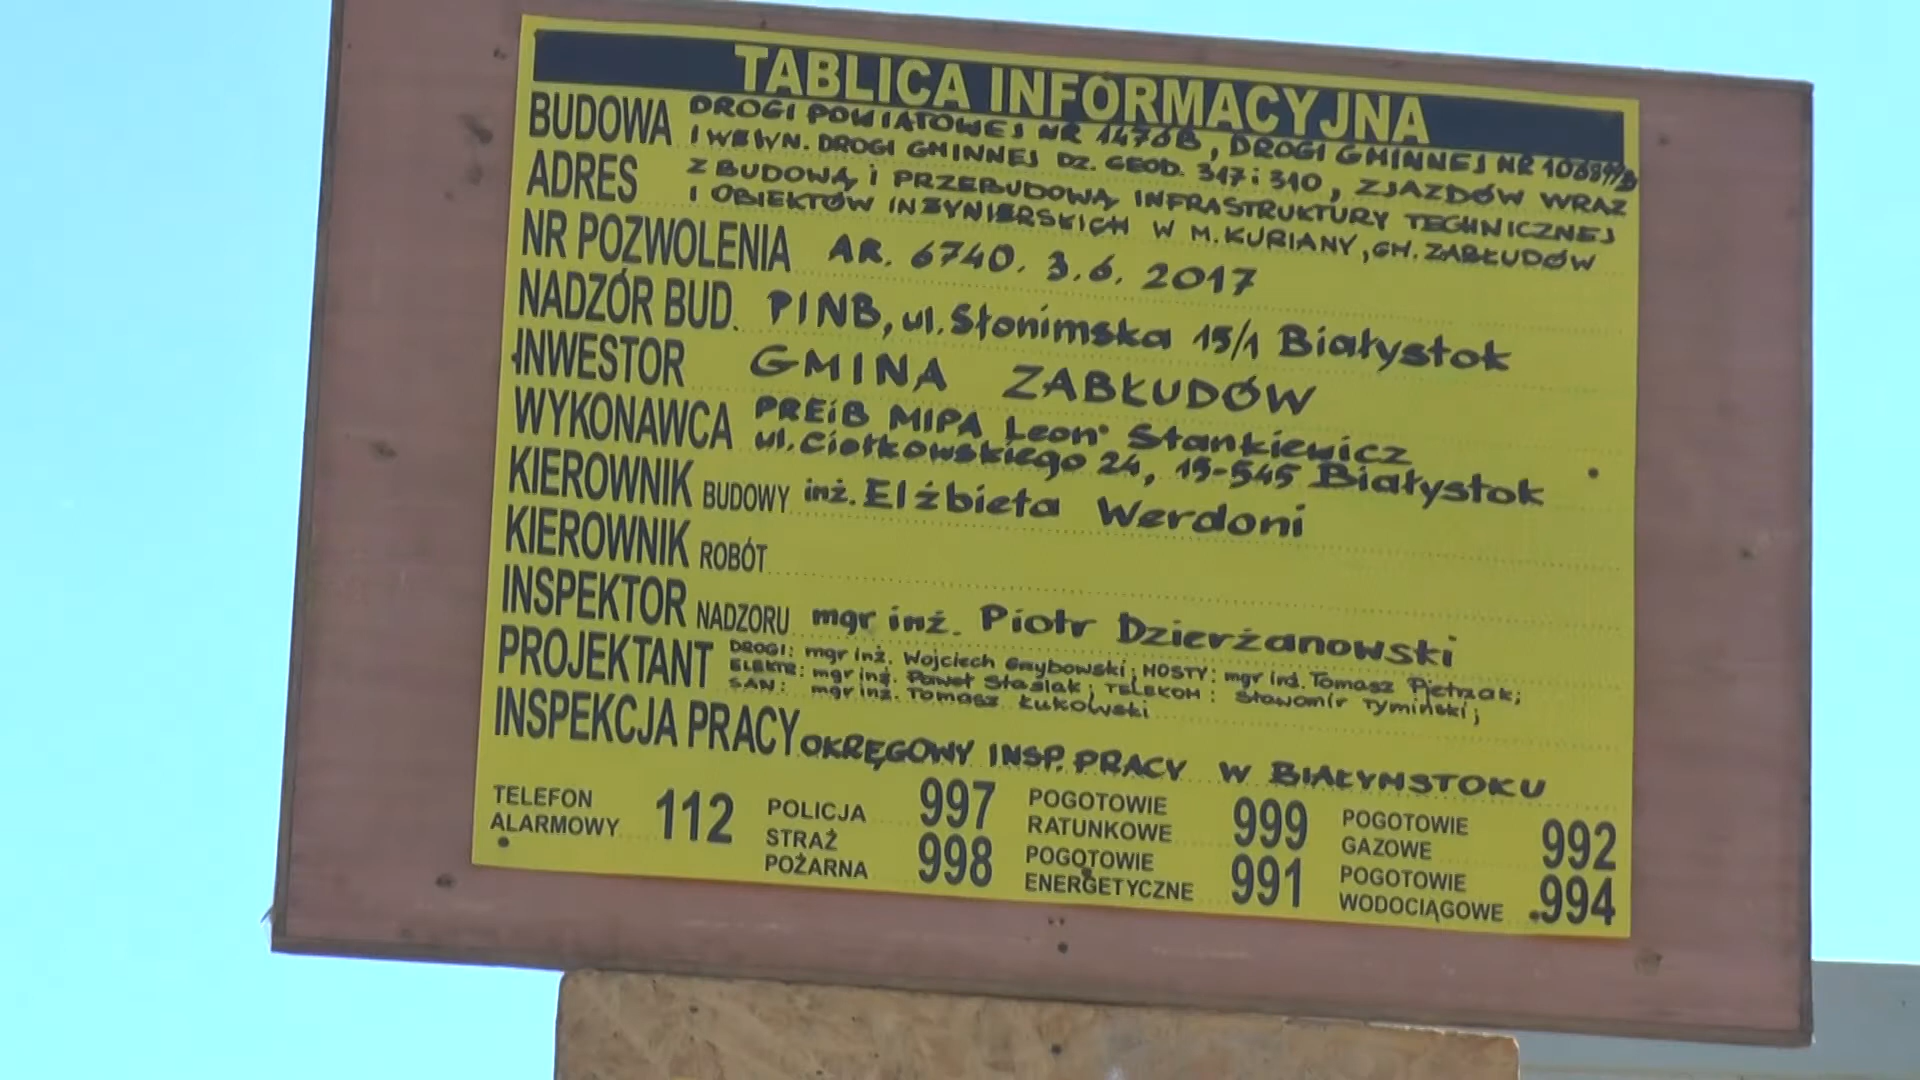 TABLICA INFORMACYJNA
BUDOWA DROGI POWIATOWEJ NR 1476B, DROGI GMINNEJ NR
I WEWN. DROGI GMINNEJ DZ. GEOD. 317 i 310, ZJAZDÓW WRAZ
ADRES Z BUDOWĄ I PRZEBUDOWĄ INFRASTRUKTURY TECHNICZNEJ
I OBIEKTÓW INŻYNIERSKICH W M. KURIANY, GM. ZABŁUDÓW
NR POZWOLENIA AR. 6740. 3.6. 2017
NADZÓR BUD. PINB, ul. Słonimska 15/1 Białystok
INWESTOR GMINA ZABŁUDÓW
WYKONAWCA PREiB MIPA Leon Stankiewicz
ul. Ciołkowskiego 24, 15-545 Białystok
KIEROWNIK BUDOWY inż. Elżbieta Werdoni
KIEROWNIK ROBÓT
INSPEKTOR NADZORU mgr inż. Piotr Dzierżanowski
PROJEKTANT DROGI: mgr inż. Wojciech Grybowski; MOSTY: mgr inż. Tomasz Pietrzak;
ELEKTR: mgr inż. Paweł Staslak; TELEKOM: Sławomir Tymiński;
SAN: mgr inż. Tomasz Łukowski
INSPEKCJA PRACY OKRĘGOWY INSP. PRACY W BIAŁYMSTOKU
TELEFON ALARMOWY 112
POLICJA 997
STRAŻ POŻARNA 998
POGOTOWIE RATUNKOWE 999
POGOTOWIE ENERGETYCZNE 991
POGOTOWIE GAZOWE 992
POGOTOWIE WODOCIĄGOWE 994